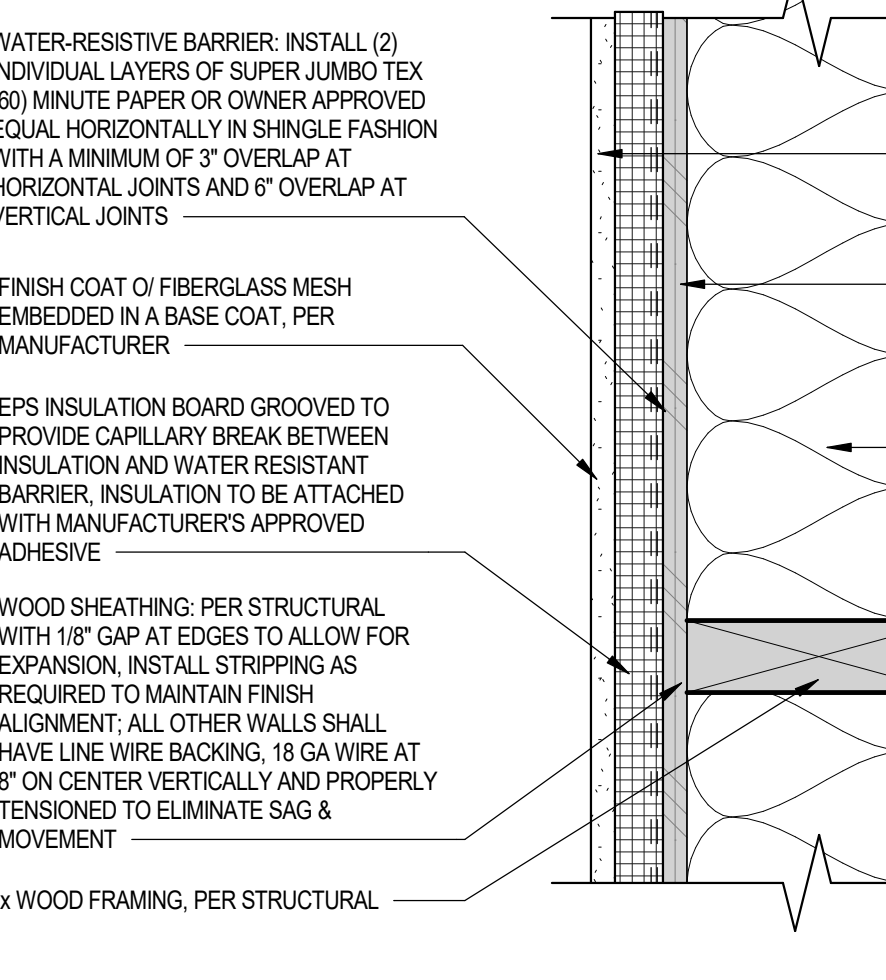 WATER-RESISTIVE BARRIER: INSTALL (2)
INDIVIDUAL LAYERS OF SUPER JUMBO TEX
60) MINUTE PAPER OR OWNER APPROVED
EQUAL HORIZONTALLY IN SHINGLE FASHION
WITH A MINIMUM OF 3" OVERLAP AT
HORIZONTAL JOINTS AND 6" OVERLAP AT
VERTICAL JOINTS
FINISH COAT O/ FIBERGLASS MESH
EMBEDDED IN A BASE COAT, PER
MANUFACTURER
EPS INSULATION BOARD GROOVED TO
PROVIDE CAPILLARY BREAK BETWEEN
INSULATION AND WATER RESISTANT
BARRIER, INSULATION TO BE ATTACHED
WITH MANUFACTURER'S APPROVED
ADHESIVE
WOOD SHEATHING: PER STRUCTURAL
WITH 1/8" GAP AT EDGES TO ALLOW FOR
EXPANSION, INSTALL STRIPPING AS
REQUIRED TO MAINTAIN FINISH
ALIGNMENT; ALL OTHER WALLS SHALL
HAVE LINE WIRE BACKING, 18 GA WIRE AT
8" ON CENTER VERTICALLY AND PROPERLY
TENSIONED TO ELIMINATE SAG &
MOVEMENT
x WOOD FRAMING, PER STRUCTURAL